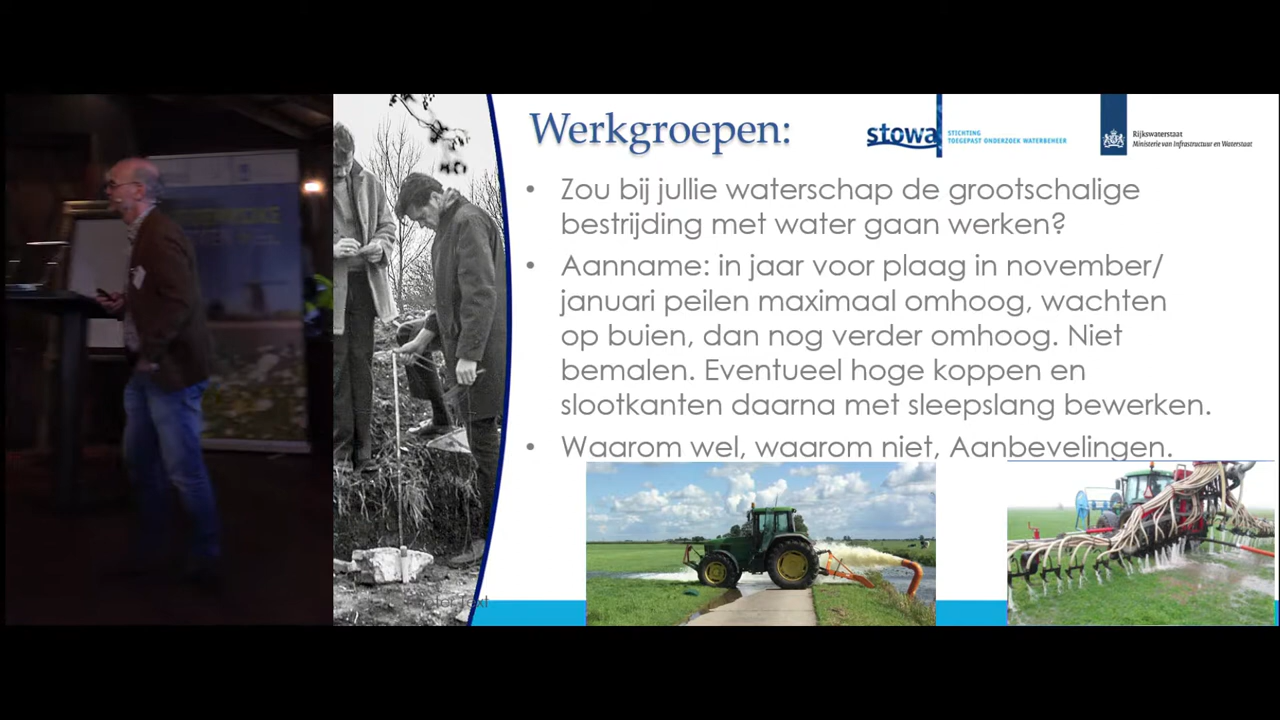 Werkgroepen:
stowa
STICHTING
TOEGEPAST ONDERZOEK WATERBEHEER
Rijkswaterstaat
Ministerie van Infrastructuur en Waterstaat
• Zou bij jullie waterschap de grootschalige
bestrijding met water gaan werken?
• Aanname: in jaar voor plaag in november/
januari peilen maximaal omhoog, wachten
op buien, dan nog verder omhoog. Niet
bemalen. Eventueel hoge koppen en
slootkanten daarna met sleepslang bewerken.
• Waarom wel, waarom niet, Aanbevelingen.